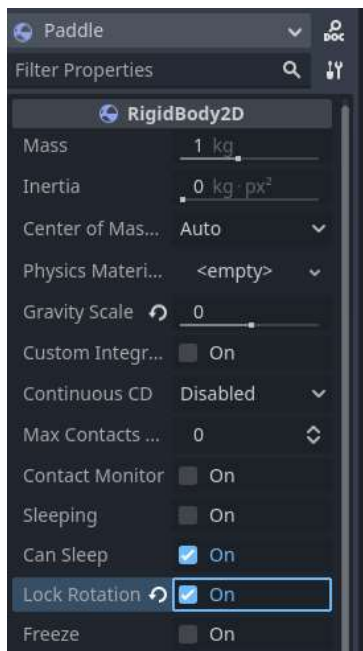 Paddle DOC
Filter Properties
RigidBody2D
Mass 1 kg
Inertia 0 kg·px²
Center of Mas... Auto
Physics Materi... <empty>
Gravity Scale 0
Custom Integr... On
Continuous CD Disabled
Max Contacts ... 0
Contact Monitor On
Sleeping On
Can Sleep On
Lock Rotation On
Freeze On